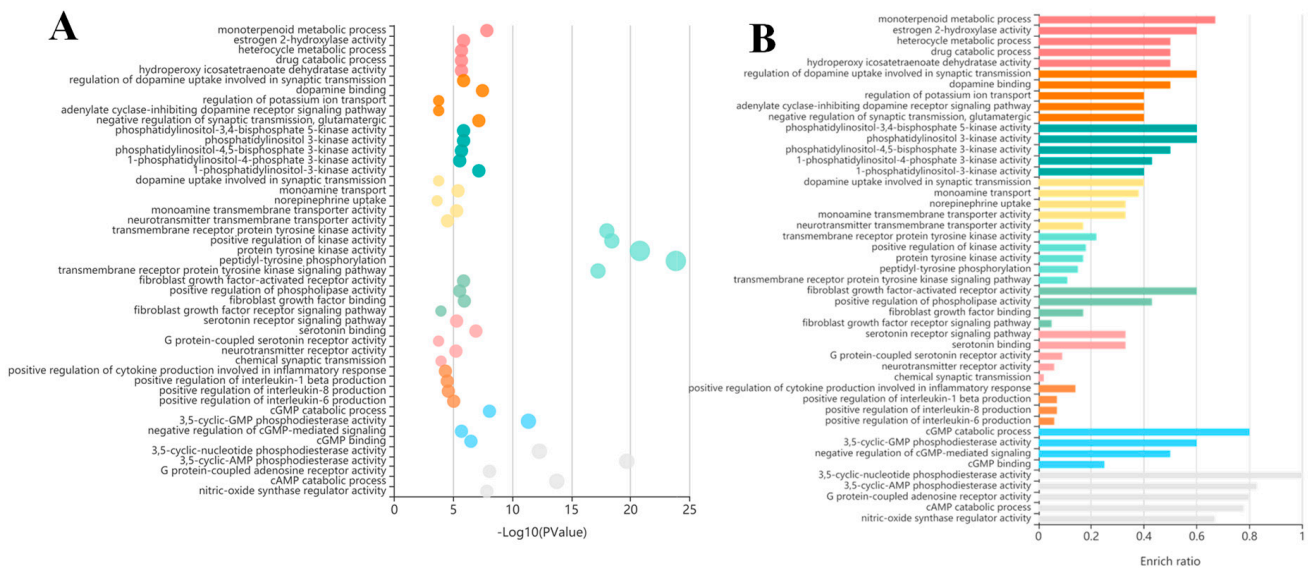 A
monoterpenoid metabolic process
estrogen 2-hydroxylase activity
heterocycle metabolic process
drug catabolic process
hydroperoxy icosatetraenoate dehydratase activity
regulation of dopamine uptake involved in synaptic transmission
dopamine binding
regulation of potassium ion transport
adenylate cyclase-inhibiting dopamine receptor signaling pathway
negative regulation of synaptic transmission, glutamatergic
phosphatidylinositol-3,4-bisphosphate 5-kinase activity
phosphatidylinositol 3-kinase activity
phosphatidylinositol-4,5-bisphosphate 3-kinase activity
1-phosphatidylinositol-4-phosphate 3-kinase activity
1-phosphatidylinositol-3-kinase activity
dopamine uptake involved in synaptic transmission
monoamine transport
norepinephrine uptake
monoamine transmembrane transporter activity
neurotransmitter transmembrane transporter activity
transmembrane receptor protein tyrosine kinase activity
positive regulation of kinase activity
protein tyrosine kinase activity
peptidyl-tyrosine phosphorylation
transmembrane receptor protein tyrosine kinase signaling pathway
fibroblast growth factor-activated receptor activity
positive regulation of phospholipase activity
fibroblast growth factor binding
fibroblast growth factor receptor signaling pathway
serotonin receptor signaling pathway
serotonin binding
G protein-coupled serotonin receptor activity
neurotransmitter receptor activity
chemical synaptic transmission
positive regulation of cytokine production involved in inflammatory response
positive regulation of interleukin-1 beta production
positive regulation of interleukin-8 production
positive regulation of interleukin-6 production
cGMP catabolic process
3,5-cyclic-GMP phosphodiesterase activity
negative regulation of cGMP-mediated signaling
cGMP binding
3,5-cyclic-nucleotide phosphodiesterase activity
3,5-cyclic-AMP phosphodiesterase activity
G protein-coupled adenosine receptor activity
cAMP catabolic process
nitric-oxide synthase regulator activity
0 5 10 15 20 25
-Log10(PValue)
B
monoterpenoid metabolic process
estrogen 2-hydroxylase activity
heterocycle metabolic process
drug catabolic process
hydroperoxy icosatetraenoate dehydratase activity
regulation of dopamine uptake involved in synaptic transmission
dopamine binding
regulation of potassium ion transport
adenylate cyclase-inhibiting dopamine receptor signaling pathway
negative regulation of synaptic transmission, glutamatergic
phosphatidylinositol-3,4-bisphosphate 5-kinase activity
phosphatidylinositol 3-kinase activity
phosphatidylinositol-4,5-bisphosphate 3-kinase activity
1-phosphatidylinositol-4-phosphate 3-kinase activity
1-phosphatidylinositol-3-kinase activity
dopamine uptake involved in synaptic transmission
monoamine transport
norepinephrine uptake
monoamine transmembrane transporter activity
neurotransmitter transmembrane transporter activity
transmembrane receptor protein tyrosine kinase activity
positive regulation of kinase activity
protein tyrosine kinase activity
peptidyl-tyrosine phosphorylation
transmembrane receptor protein tyrosine kinase signaling pathway
fibroblast growth factor-activated receptor activity
positive regulation of phospholipase activity
fibroblast growth factor binding
fibroblast growth factor receptor signaling pathway
serotonin receptor signaling pathway
serotonin binding
G protein-coupled serotonin receptor activity
neurotransmitter receptor activity
chemical synaptic transmission
positive regulation of cytokine production involved in inflammatory response
positive regulation of interleukin-1 beta production
positive regulation of interleukin-8 production
positive regulation of interleukin-6 production
cGMP catabolic process
3,5-cyclic-GMP phosphodiesterase activity
negative regulation of cGMP-mediated signaling
cGMP binding
3,5-cyclic-nucleotide phosphodiesterase activity
3,5-cyclic-AMP phosphodiesterase activity
G protein-coupled adenosine receptor activity
cAMP catabolic process
nitric-oxide synthase regulator activity
0 0.2 0.4 0.6 0.8 1
Enrich ratio